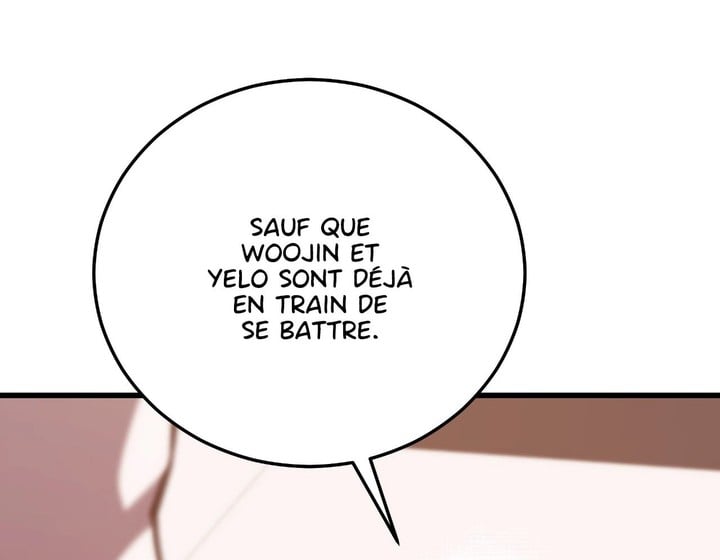 SAUF QUE
WOOJIN ET
YELO SONT DÉJÀ
EN TRAIN DE
SE BATTRE.